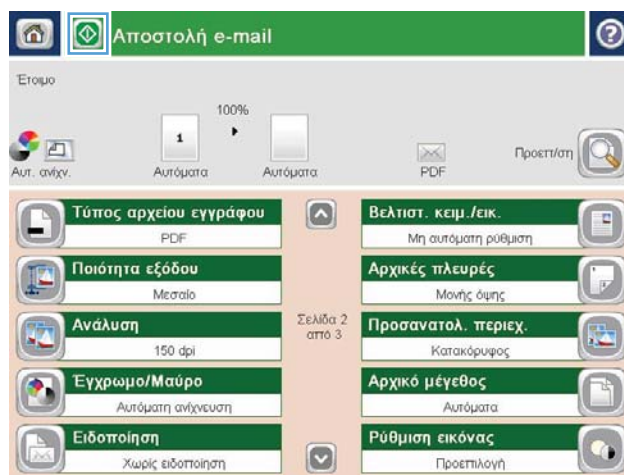 Αποστολή e-mail
Έτοιμο
100%
1
Αυτ. ανίχν.
Αυτόματα
Αυτόματα
PDF
Προεπ/ση
Τύπος αρχείου εγγράφου
PDF
Ποιότητα εξόδου
Μεσαίο
Ανάλυση
150 dpi
Έγχρωμο/Μαύρο
Αυτόματη ανίχνευση
Ειδοποίηση
Χωρίς ειδοποίηση
Σελίδα 2
από 3
Βελτιστ. κειμ./εικ.
Μη αυτόματη ρύθμιση
Αρχικές πλευρές
Μονής όψης
Προσανατολ. περιεχ.
Κατακόρυφος
Αρχικό μέγεθος
Αυτόματα
Ρύθμιση εικόνας
Προεπιλογή